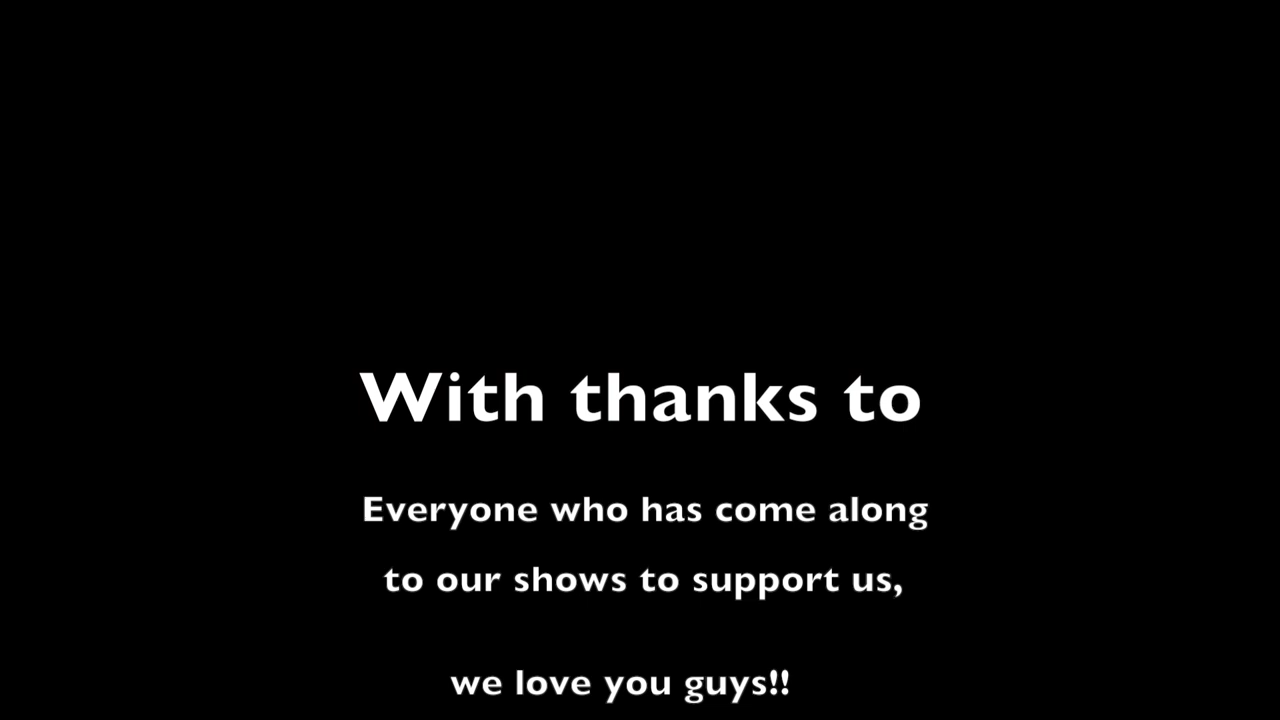 With thanks to
Everyone who has come along
to our shows to support us,
we love you guys!!